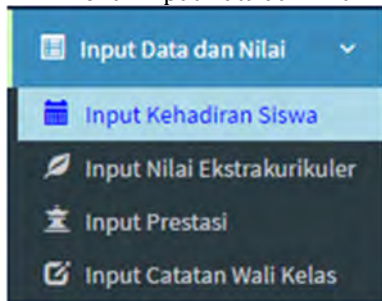 Input Data dan Nilai
Input Kehadiran Siswa
Input Nilai Ekstrakurikuler
Input Prestasi
Input Catatan Wali Kelas